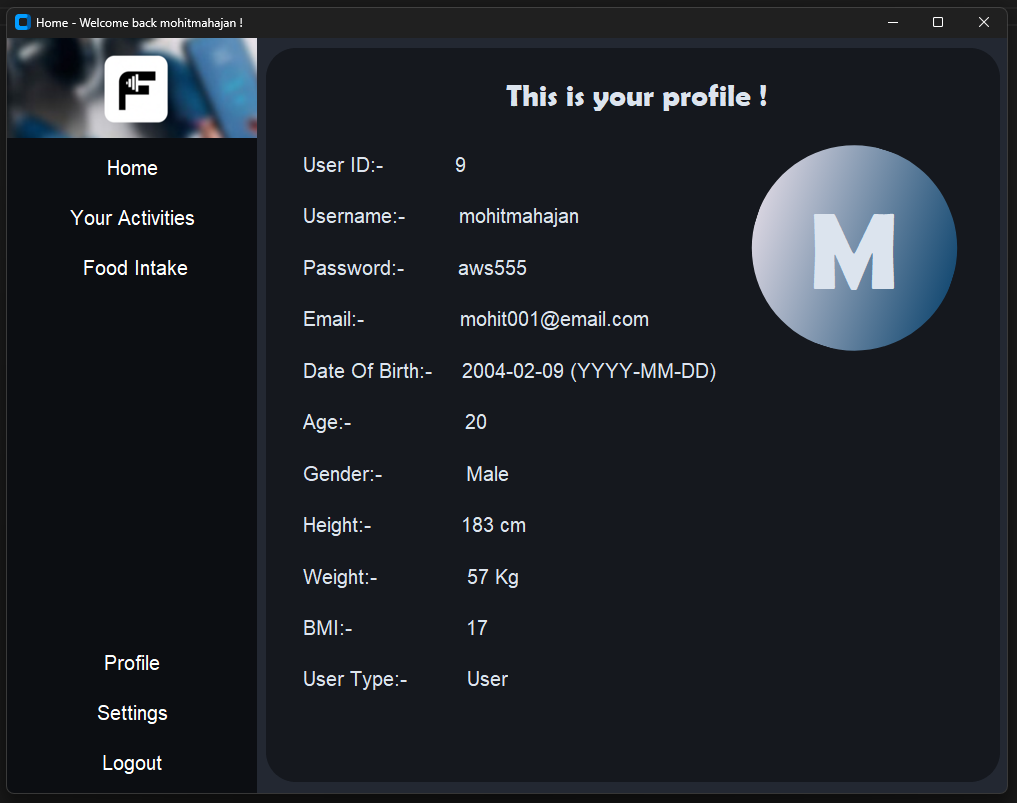 Home - Welcome back mohitmahajan !
F
Home
Your Activities
Food Intake
Profile
Settings
Logout
This is your profile !
User ID:- 9
Username:- mohitmahajan
Password:- aws555
Email:- mohit001@email.com
Date Of Birth:- 2004-02-09 (YYYY-MM-DD)
Age:- 20
Gender:- Male
Height:- 183 cm
Weight:- 57 Kg
BMI:- 17
User Type:- User
M